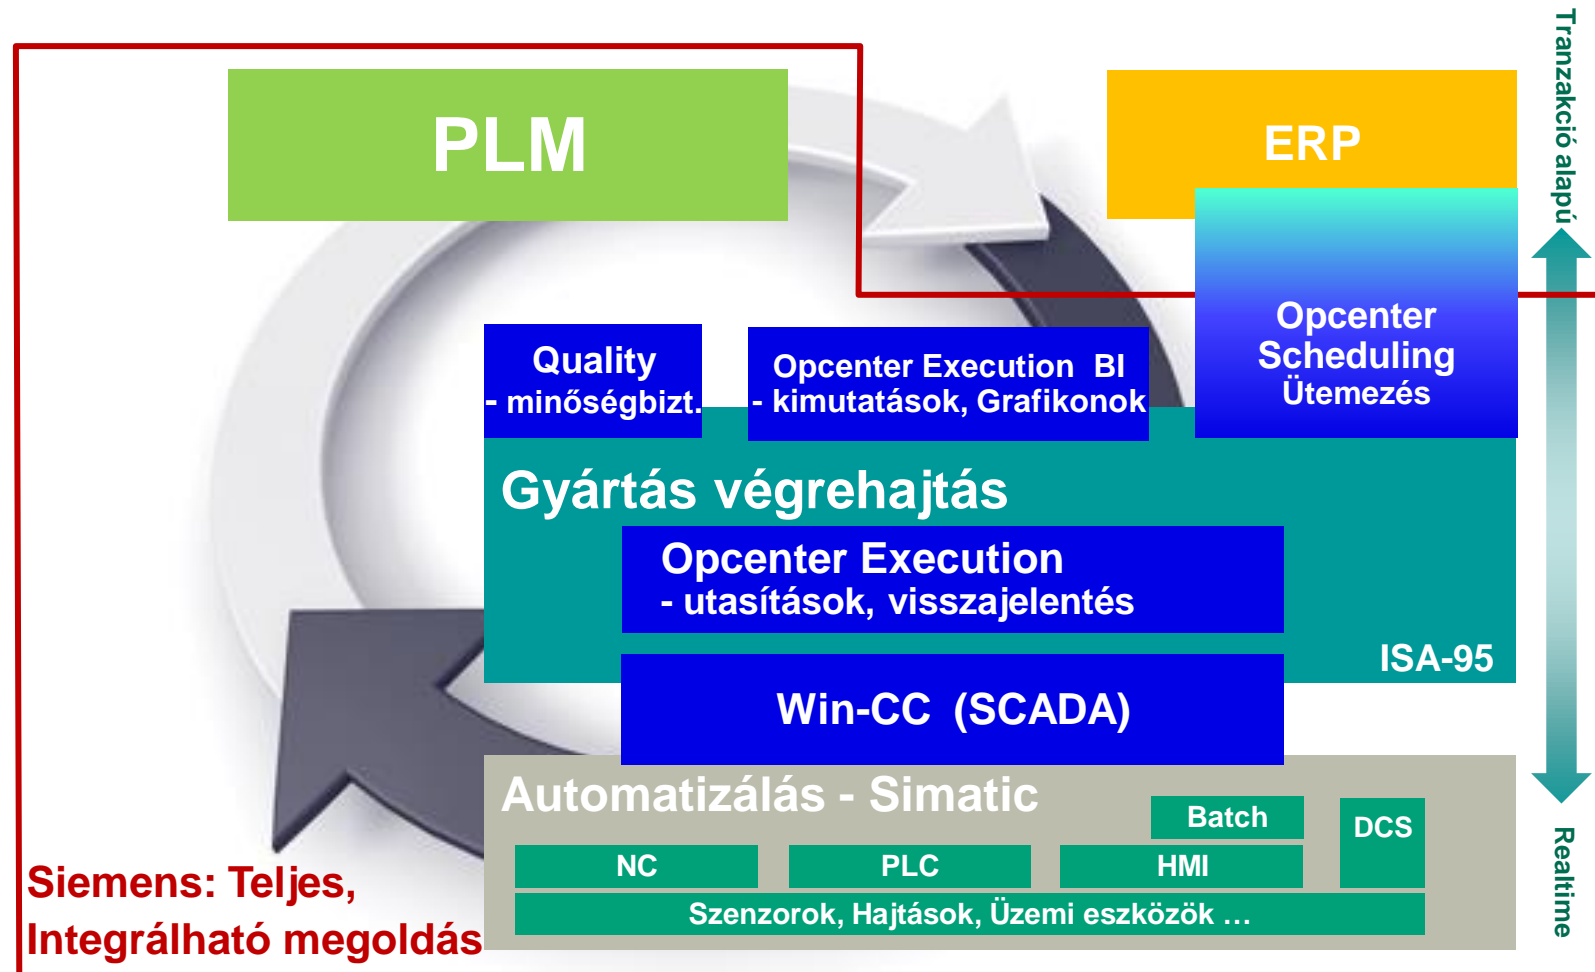 PLM
ERP
Tranzakció alapú
Opcenter
Scheduling
Ütemezés
Quality
- minőségbizt.
Opcenter Execution BI
- kimutatások, Grafikonok
Gyártás végrehajtás
Opcenter Execution
- utasítások, visszajelentés
ISA-95
Win-CC (SCADA)
Automatizálás - Simatic
Batch
DCS
NC
PLC
HMI
Szenzorok, Hajtások, Üzemi eszközök ...
Realtime
Siemens: Teljes,
Integrálható megoldás